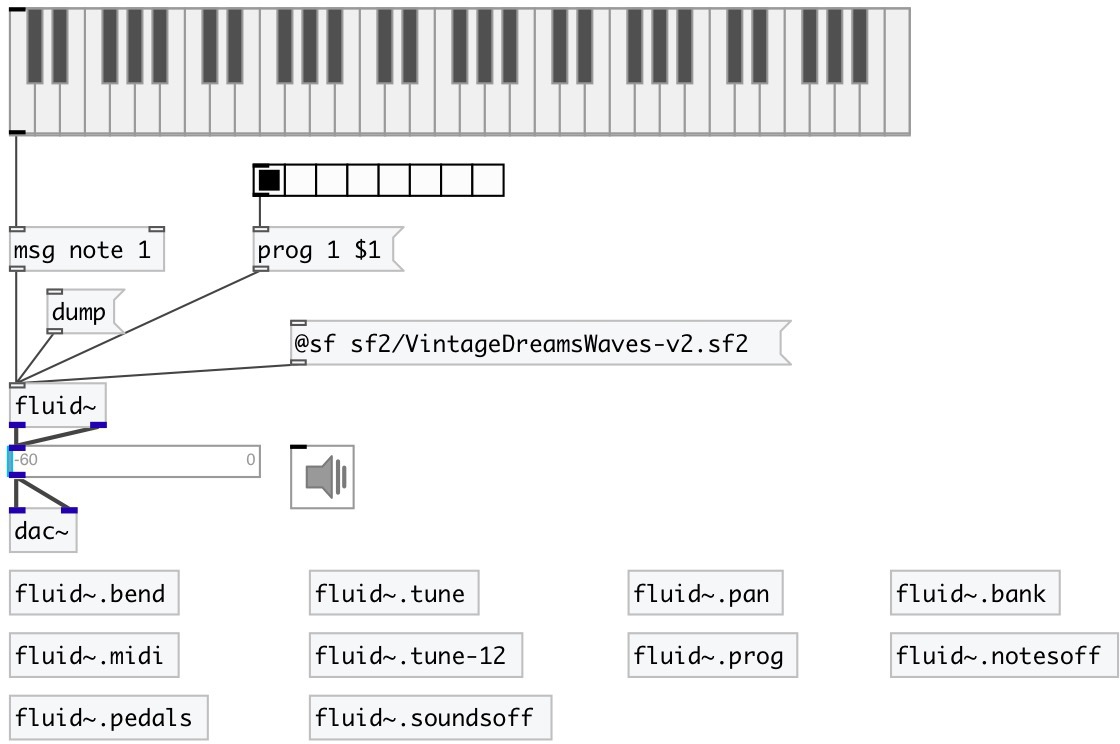 msg note 1
prog 1 $1
dump
@sf sf2/VintageDreamsWaves-v2.sf2
fluid~
-60 0
dac~
fluid~.bend fluid~.tune fluid~.pan fluid~.bank
fluid~.midi fluid~.tune-12 fluid~.prog fluid~.notesoff
fluid~.pedals fluid~.soundsoff